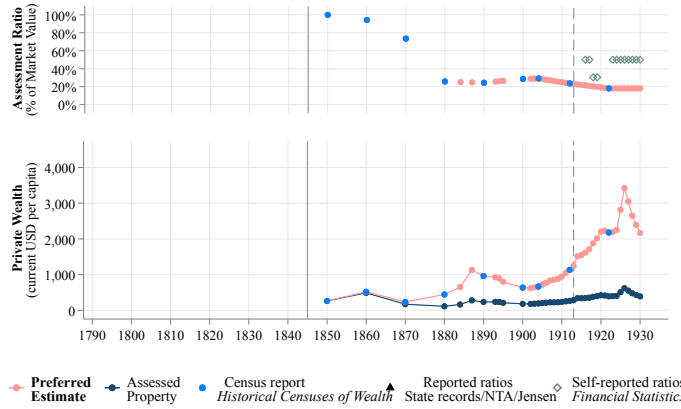 Assessment Ratio
(% of Market Value)
100%
80%
60%
40%
20%
0%
Private Wealth
(current USD per capita)
4,000
3,000
2,000
1,000
0
1790 1800 1810 1820 1830 1840 1850 1860 1870 1880 1890 1900 1910 1920 1930
Preferred Estimate
Assessed Property
Census report
Historical Censuses of Wealth
Reported ratios
State records/NTA/Jensen
Self-reported ratios
Financial Statistics